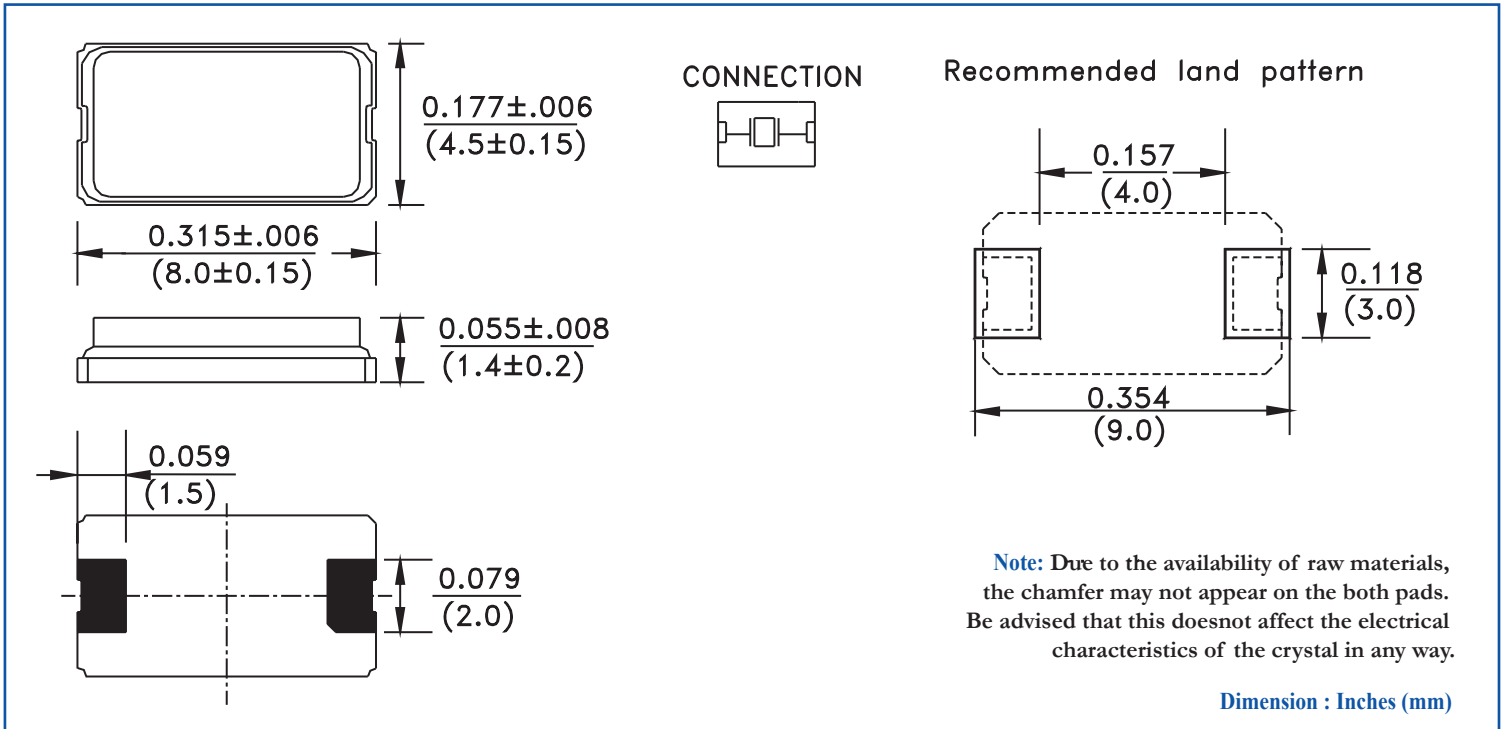 0.177±.006
(4.5±0.15)
0.315±.006
(8.0±0.15)
0.055±.008
(1.4±0.2)
0.059
(1.5)
0.079
(2.0)
CONNECTION
Recommended land pattern
0.157
(4.0)
0.118
(3.0)
0.354
(9.0)
Note: Due to the availability of raw materials,
the chamfer may not appear on the both pads.
Be advised that this doesnot affect the electrical
characteristics of the crystal in any way.
Dimension : Inches (mm)